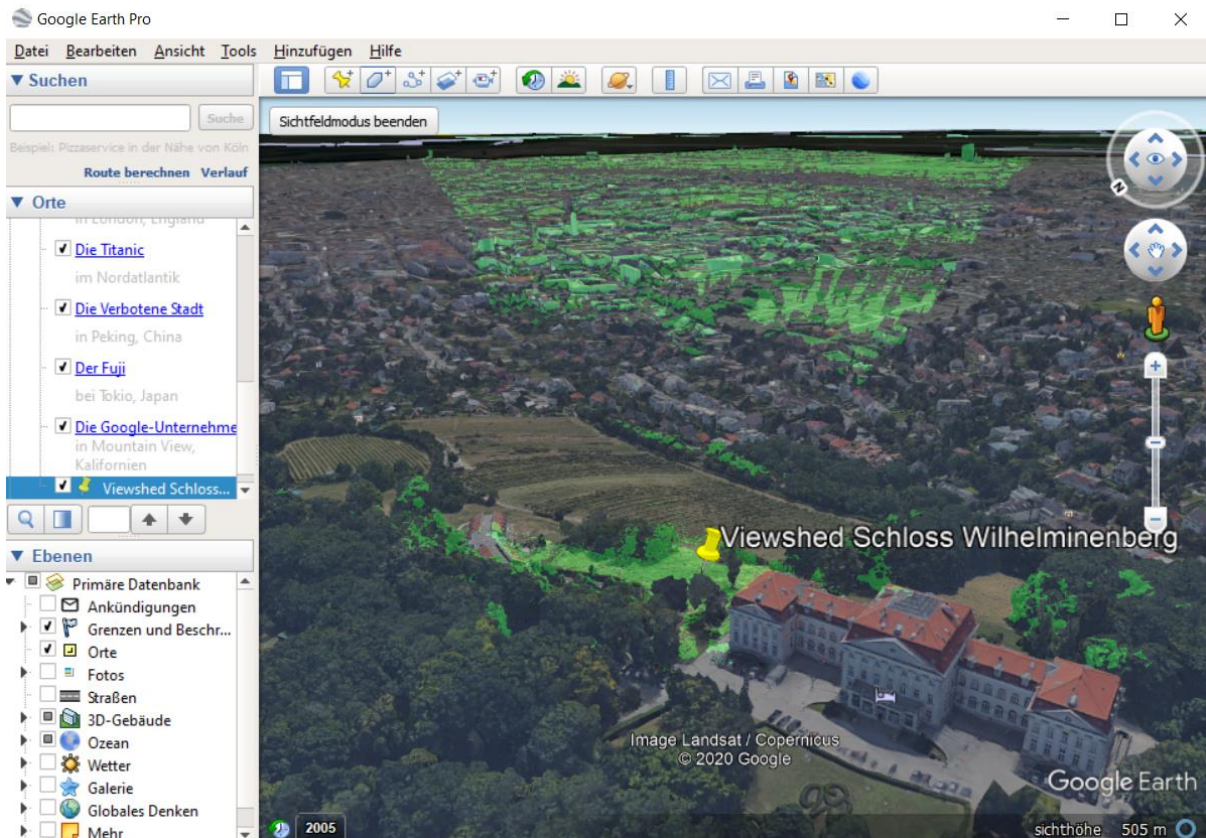 Google Earth Pro
Datei Bearbeiten Ansicht Tools Hinzufügen Hilfe
Suchen
Suche
Beispiel: Pizzaservice in der Nähe von Köln
Route berechnen Verlauf
Orte
in London, England
Die Titanic
im Nordatlantik
Die Verbotene Stadt
in Peking, China
Der Fuji
bei Tokio, Japan
Die Google-Unternehme
in Mountain View,
Kalifornien
Viewshed Schloss...
Ebenen
Primäre Datenbank
Ankündigungen
Grenzen und Beschr...
Orte
Fotos
Straßen
3D-Gebäude
Ozean
Wetter
Galerie
Globales Denken
Mehr
Sichtfeldmodus beenden
N
Viewshed Schloss Wilhelminenberg
Image Landsat / Copernicus
© 2020 Google
Google Earth
2005
sichthöhe 505 m